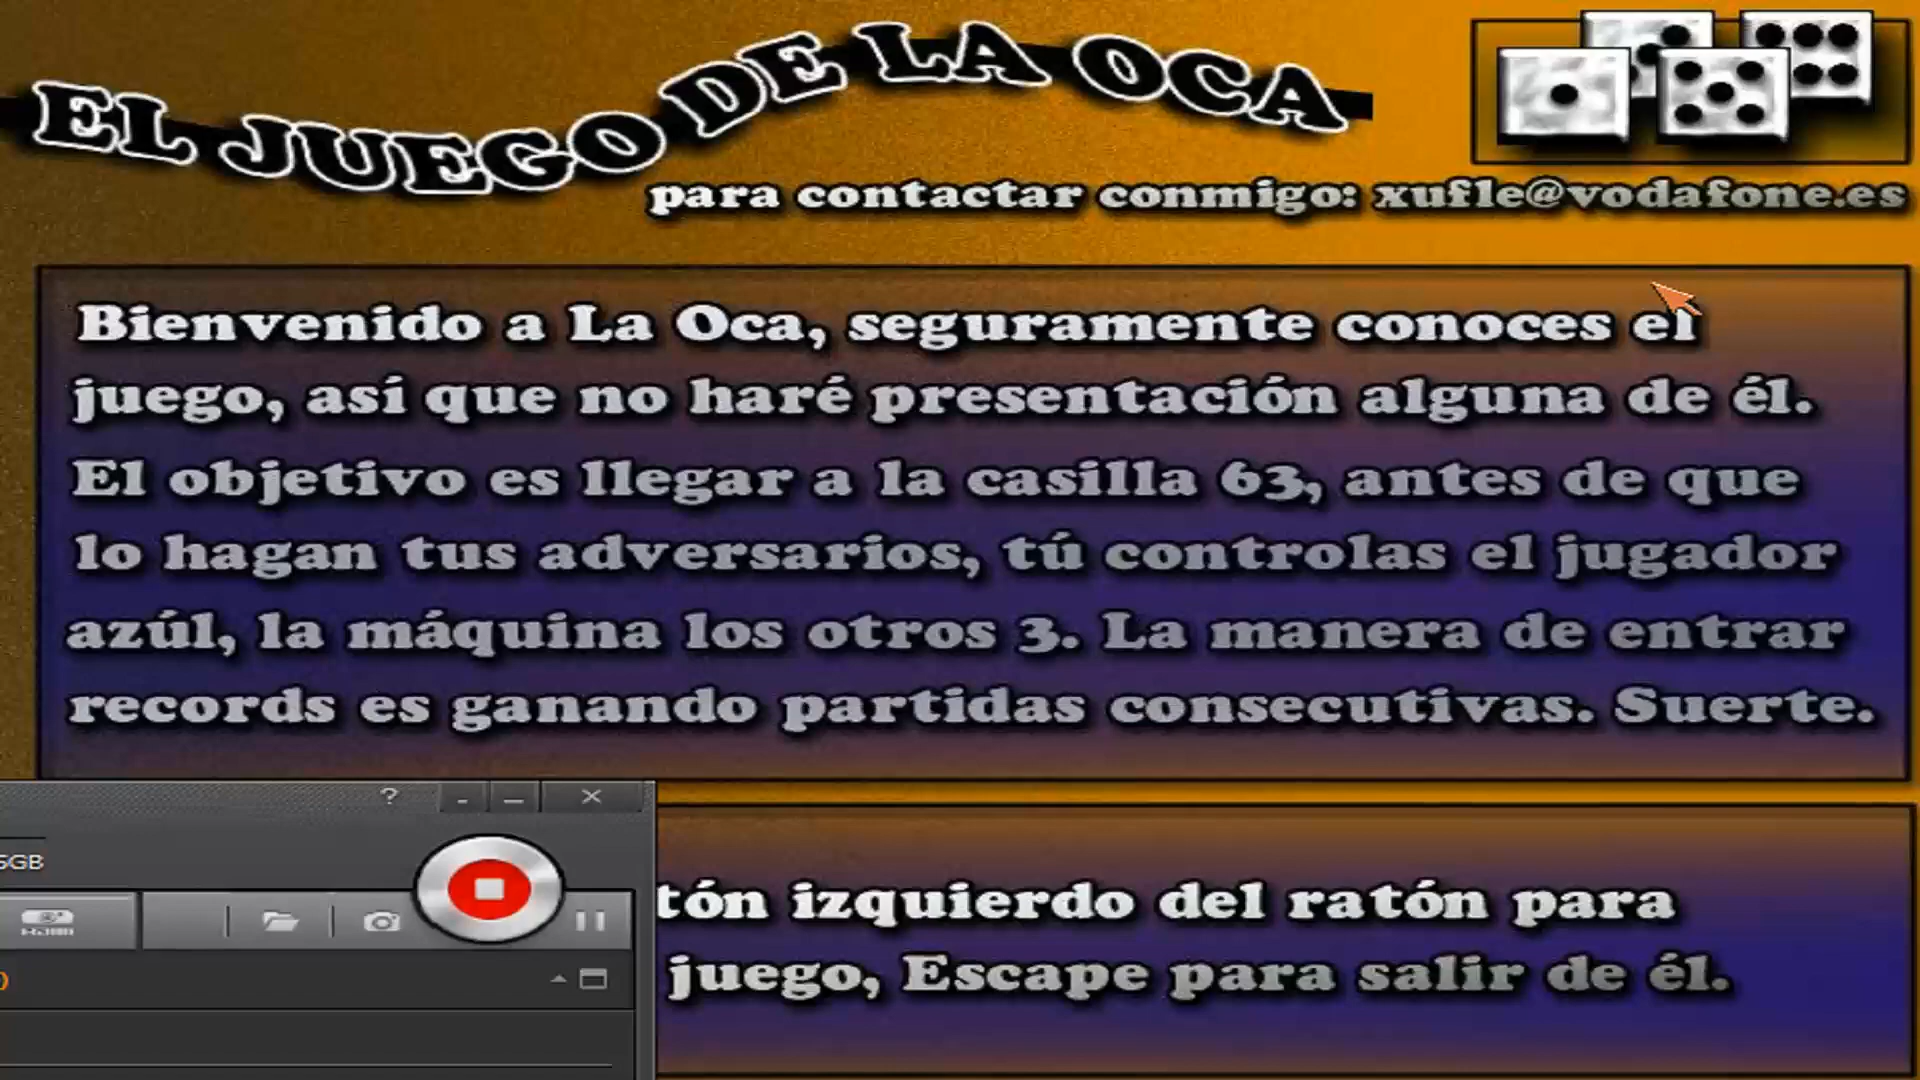 EL JUEGO DE LA OCA
para contactar conmigo: xufle@vodafone.es
Bienvenido a La Oca, seguramente conoces el
juego, así que no haré presentación alguna de él.
El objetivo es llegar a la casilla 63, antes de que
lo hagan tus adversarios, tú controlas el jugador
azúl, la máquina los otros 3. La manera de entrar
records es ganando partidas consecutivas. Suerte.
?
5GB
tón izquierdo del ratón para
juego, Escape para salir de él.